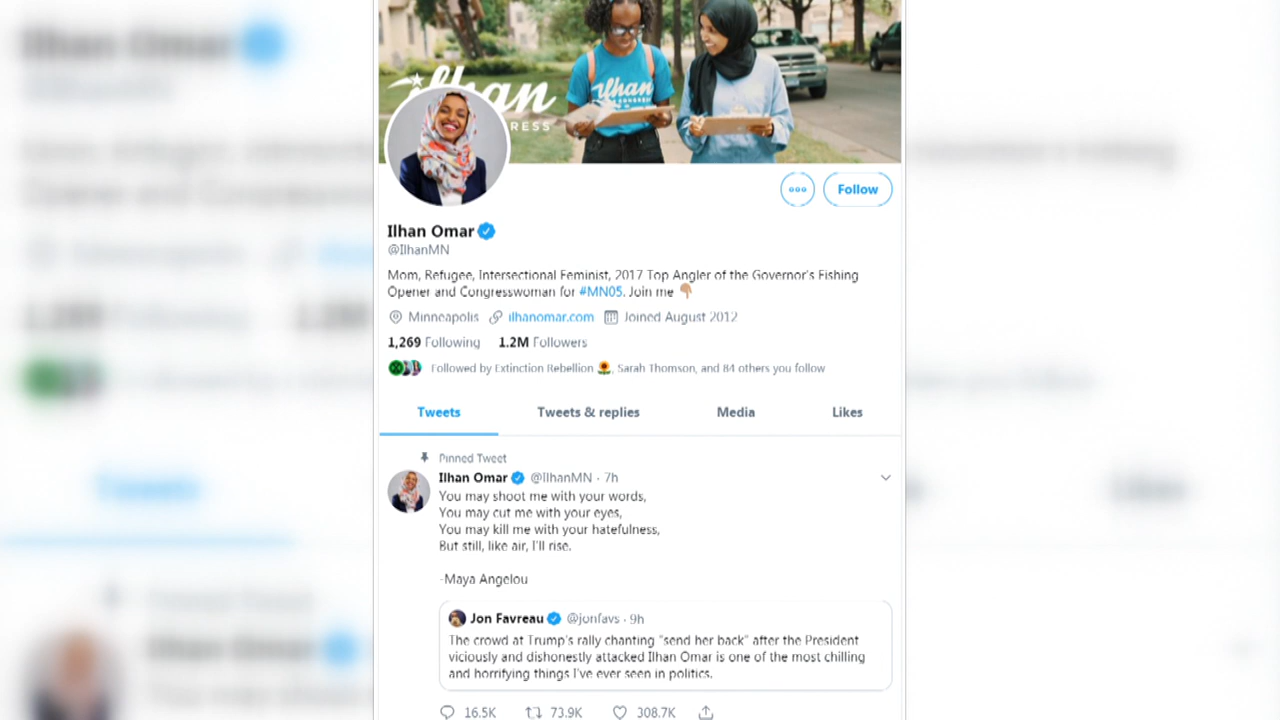 ilhan
RESS
ilhan
Follow
Ilhan Omar
@IlhanMN
Mom, Refugee, Intersectional Feminist, 2017 Top Angler of the Governor's Fishing
Opener and Congresswoman for #MN05. Join me
Minneapolis ilhanomar.com Joined August 2012
1,269 Following 1.2M Followers
Followed by Extinction Rebellion 🌻, Sarah Thomson, and 84 others you follow
Tweets Tweets & replies Media Likes
Pinned Tweet
Ilhan Omar @IlhanMN · 7h
You may shoot me with your words,
You may cut me with your eyes,
You may kill me with your hatefulness,
But still, like air, I'll rise.
-Maya Angelou
Jon Favreau @jonfavs · 9h
The crowd at Trump's rally chanting "send her back" after the President
viciously and dishonestly attacked Ilhan Omar is one of the most chilling
and horrifying things I've ever seen in politics.
16.5K 73.9K 308.7K